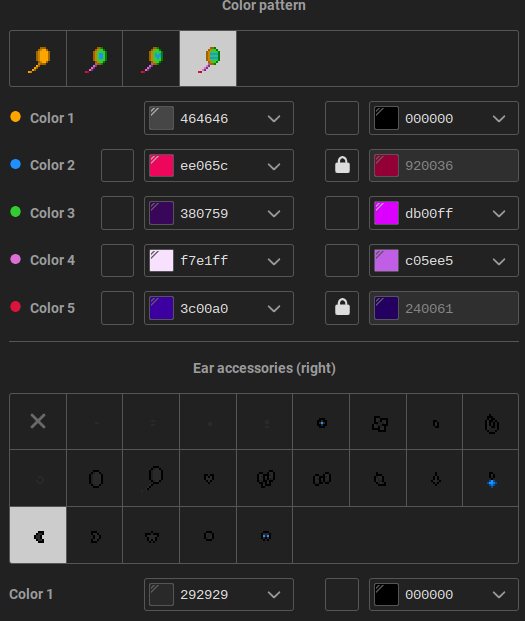 Color pattern
Color 1 464646 000000
Color 2 ee065c 920036
Color 3 380759 db00ff
Color 4 f7e1ff c05ee5
Color 5 3c00a0 240061
Ear accessories (right)
Color 1 292929 000000